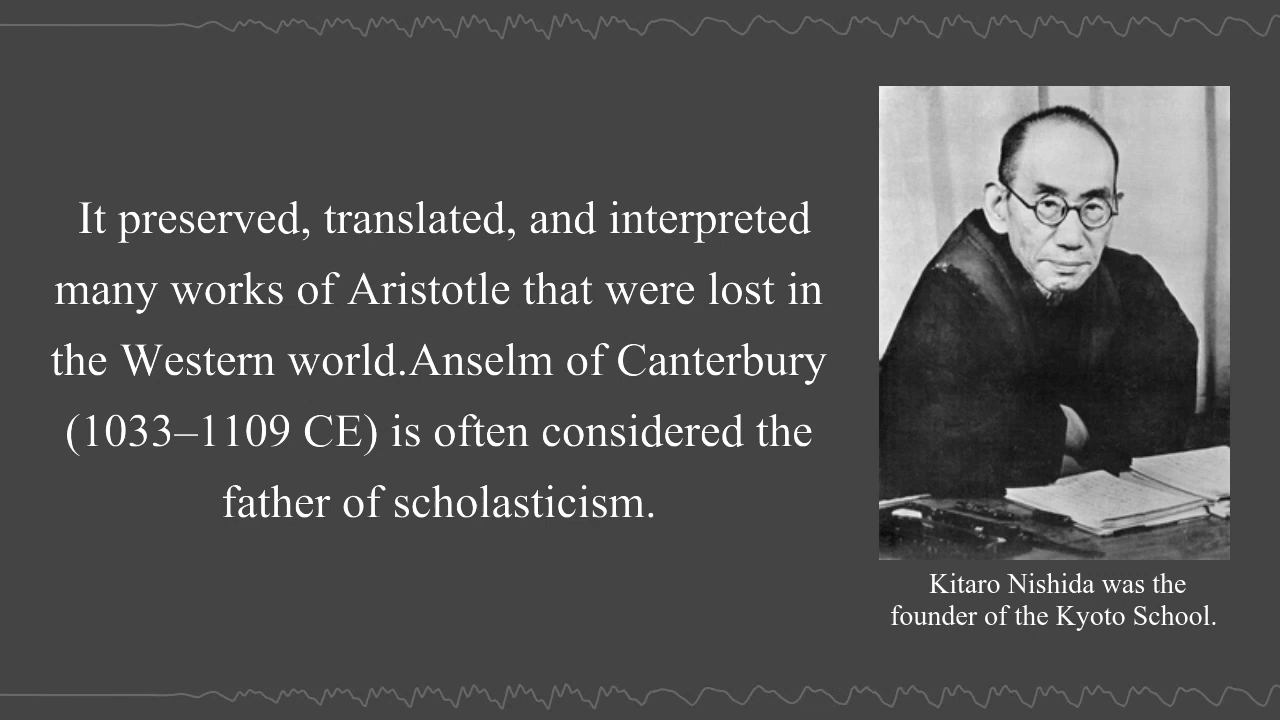 It preserved, translated, and interpreted
many works of Aristotle that were lost in
the Western world.Anselm of Canterbury
(1033–1109 CE) is often considered the
father of scholasticism.
Kitaro Nishida was the
founder of the Kyoto School.